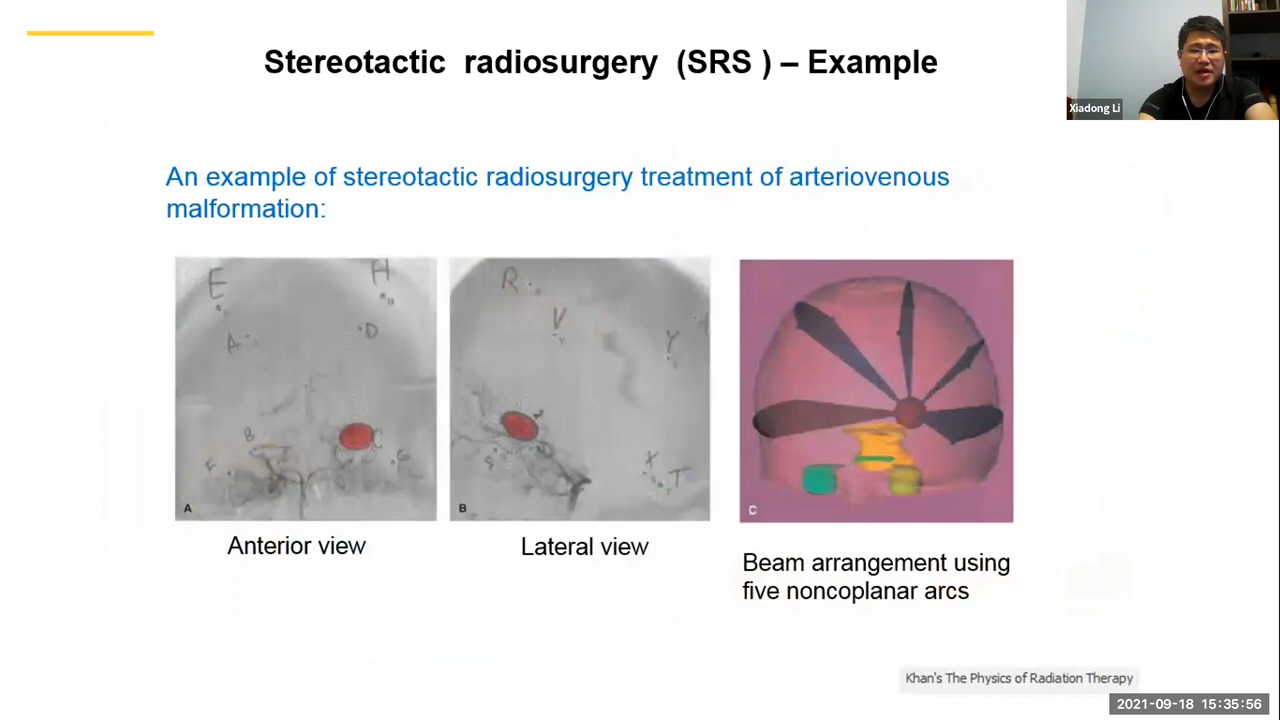 Stereotactic radiosurgery (SRS ) – Example
Xiadong Li
An example of stereotactic radiosurgery treatment of arteriovenous
malformation:
E
H
A
D
B
C
F
G
A
R
V
Y
X
T
B
C
Anterior view
Lateral view
Beam arrangement using
five noncoplanar arcs
Khan's The Physics of Radiation Therapy
2021-09-18 15:35:56